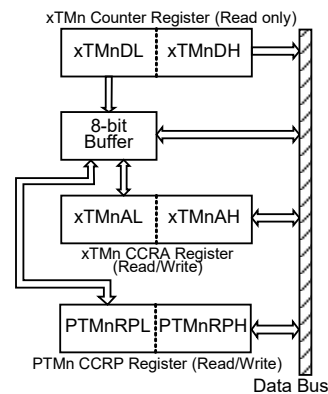 xTMn Counter Register (Read only)
xTMnDL xTMnDH
8-bit
Buffer
xTMnAL xTMnAH
xTMn CCRA Register
(Read/Write)
PTMnRPL PTMnRPH
PTMn CCRP Register (Read/Write)
Data Bus